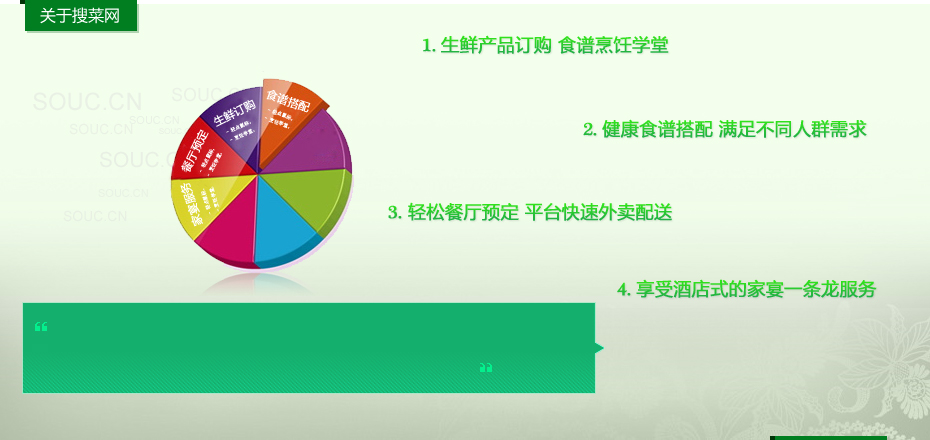 关于搜菜网
1. 生鲜产品订购 食谱烹饪学堂
SOUC.CN
SOUC.CN
SOUC.CN
SOUC.CN
SOUC.CN
SOUC.CN
SOUC.CN
食谱搭配
生鲜订购
餐厅预定
家宴服务
2. 健康食谱搭配 满足不同人群需求
3. 轻松餐厅预定 平台快速外卖配送
4. 享受酒店式的家宴一条龙服务